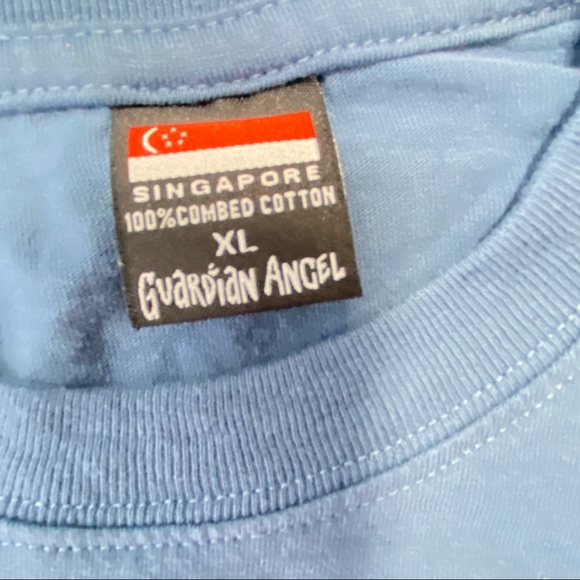 SINGAPORE
100%COMBED COTTON
XL
GUARDIAN ANGEL